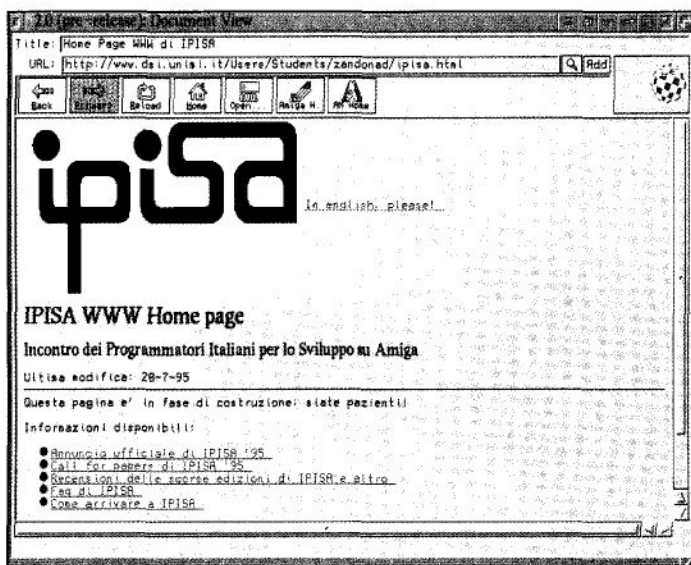 2.0 (pre-release): Document View
Title: Home Page WWW di IPISA
URL: http://www.dsi.unisi.it/Users/Students/zandonad/ipisa.html Add
Back Forward Reload Home Open... Amiga H. AM Home
ipisa
In english, please!
IPISA WWW Home page
Incontro dei Programmatori Italiani per lo Sviluppo su Amiga
Ultima modifica: 28-7-95
Questa pagina e' in fase di costruzione: siate pazienti!
Informazioni disponibili:
Annuncio ufficiale di IPISA '95
Call for papers di IPISA '95
Recensioni delle scorse edizioni di IPISA e altro
Faq di IPISA
Come arrivare a IPISA